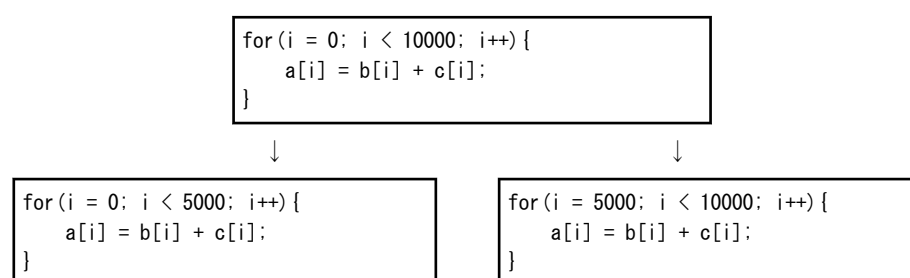 for(i = 0; i < 10000; i++){
a[i] = b[i] + c[i];
}
↓
↓
for(i = 0; i < 5000; i++){
a[i] = b[i] + c[i];
}
for(i = 5000; i < 10000; i++){
a[i] = b[i] + c[i];
}